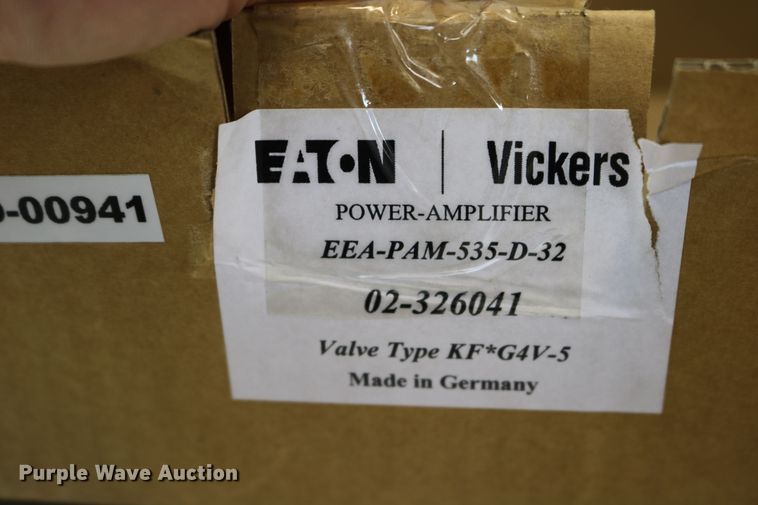 EATON | Vickers
POWER-AMPLIFIER
EEA-PAM-535-D-32
02-326041
Valve Type KF*G4V-5
Made in Germany
-00941
Purple Wave Auction